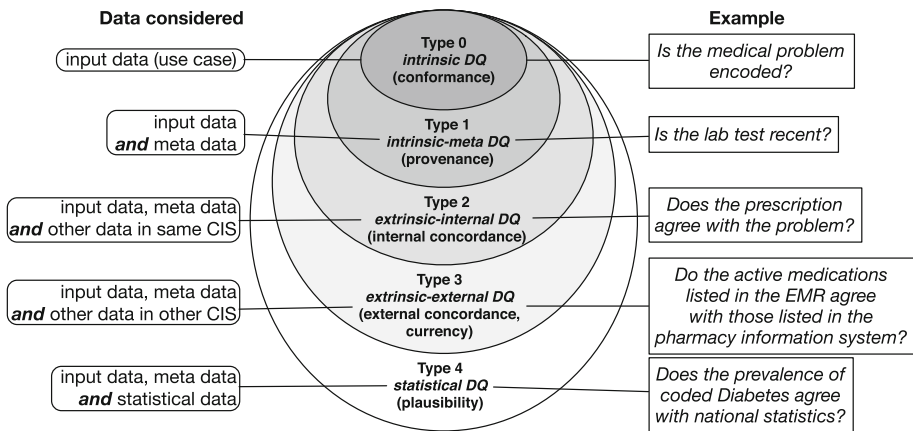 Data considered
Example
input data (use case)
Type 0
intrinsic DQ
(conformance)
Is the medical problem
encoded?
input data
and meta data
Type 1
intrinsic-meta DQ
(provenance)
Is the lab test recent?
input data, meta data
and other data in same CIS
Type 2
extrinsic-internal DQ
(internal concordance)
Does the prescription
agree with the problem?
input data, meta data
and other data in other CIS
Type 3
extrinsic-external DQ
(external concordance,
currency)
Do the active medications
listed in the EMR agree
with those listed in the
pharmacy information system?
input data, meta data
and statistical data
Type 4
statistical DQ
(plausibility)
Does the prevalence of
coded Diabetes agree
with national statistics?